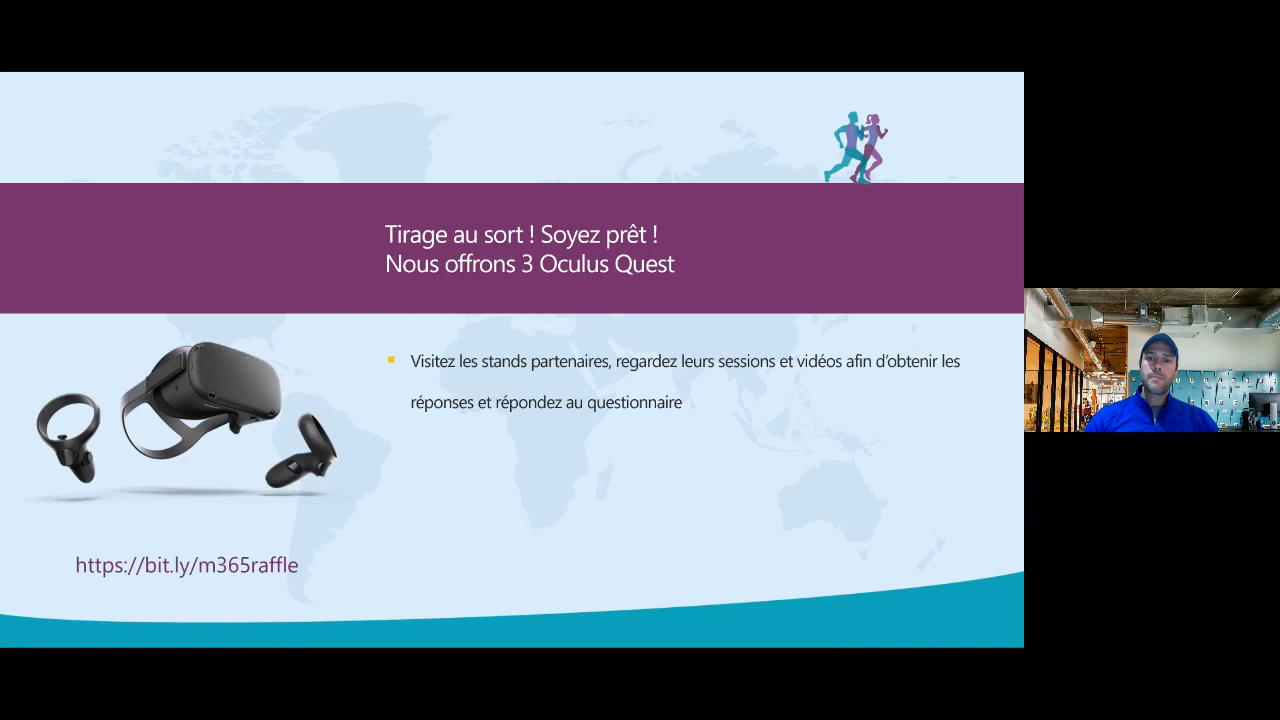 Tirage au sort ! Soyez prêt !
Nous offrons 3 Oculus Quest
Visitez les stands partenaires, regardez leurs sessions et vidéos afin d’obtenir les
réponses et répondez au questionnaire
https://bit.ly/m365raffle